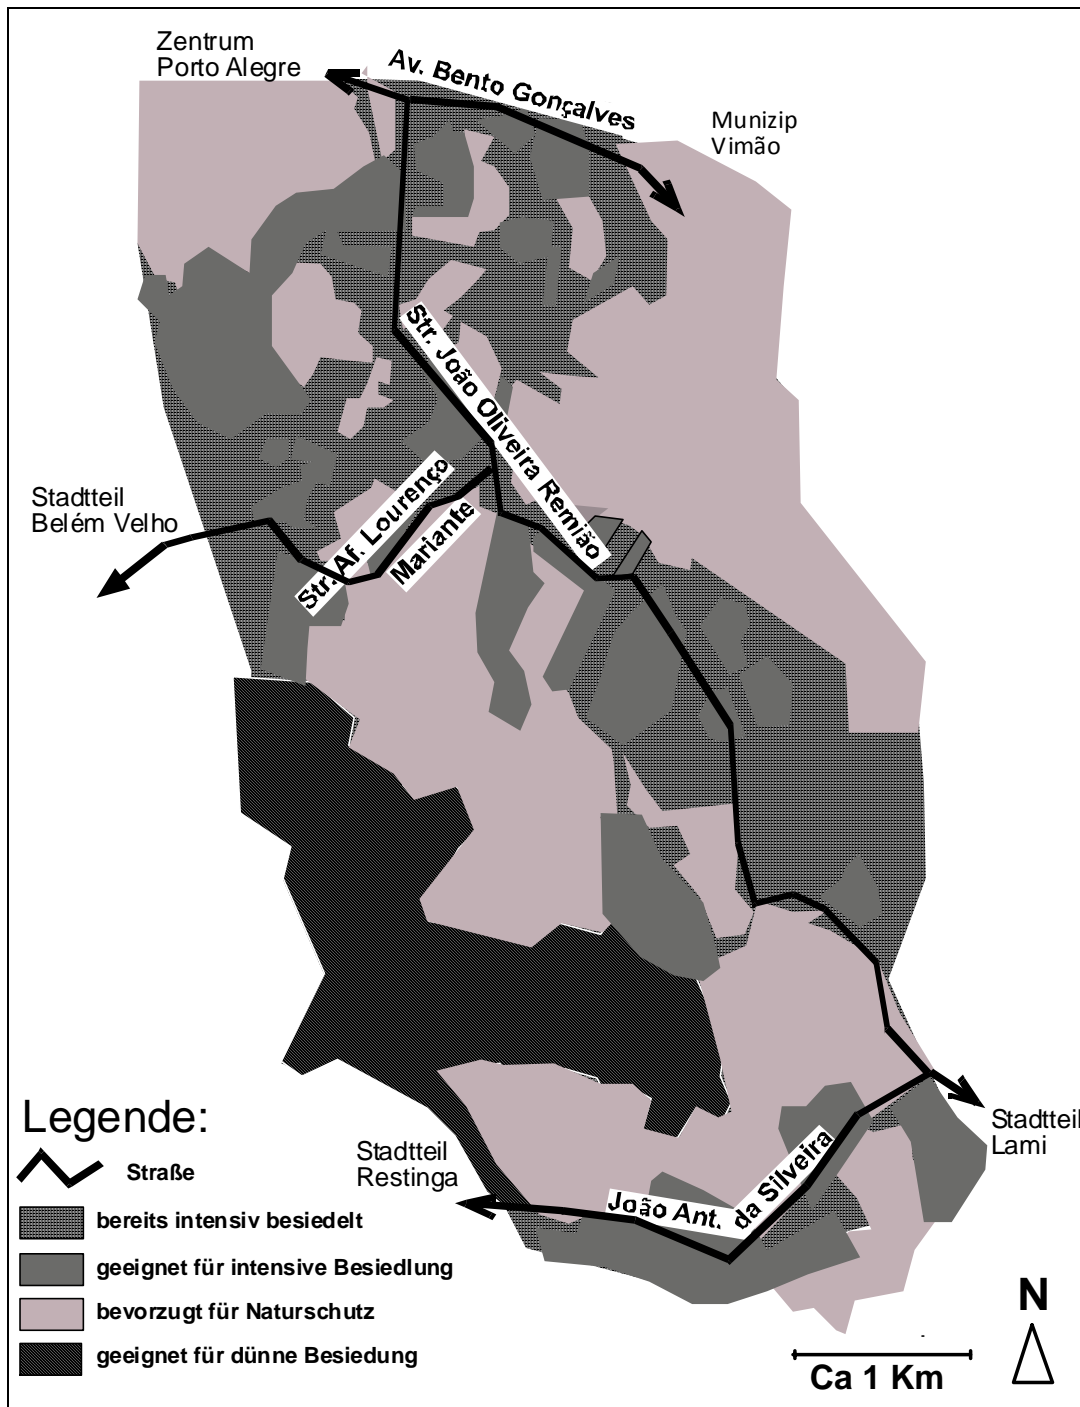 Zentrum
Porto Alegre
Av. Bento Gonçalves
Munizip
Vimão
Str. João Oliveira Remião
Stadtteil
Belém Velho
Str. Af. Lourenço
Mariante
Legende:
Straße
bereits intensiv besiedelt
geeignet für intensive Besiedlung
bevorzugt für Naturschutz
geeignet für dünne Besiedung
Stadtteil
Restinga
João Ant. da Silveira
Stadtteil
Lami
N
Ca 1 Km